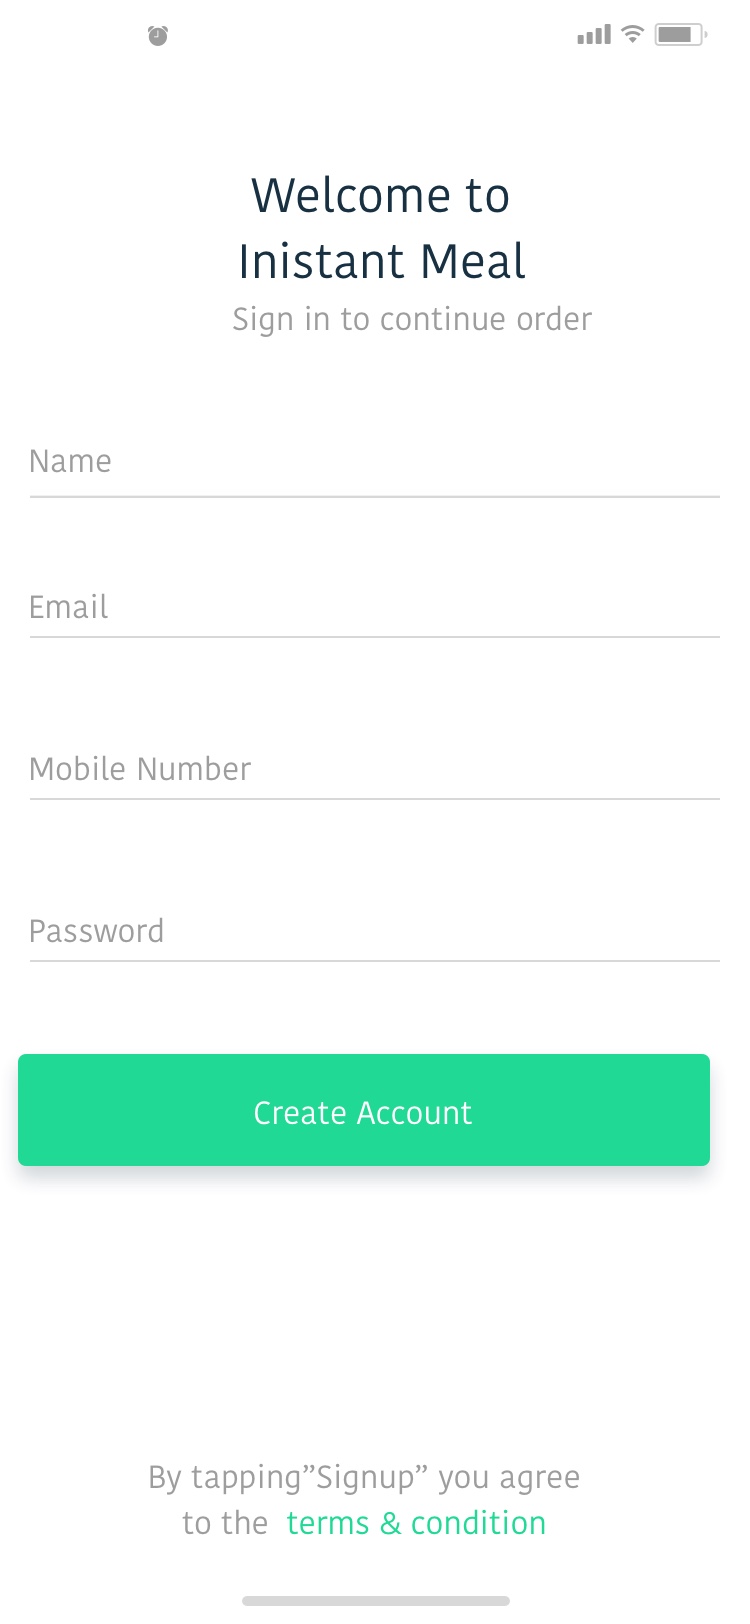 Welcome to
Inistant Meal
Sign in to continue order
Name
Email
Mobile Number
Password
Create Account
By tapping”Signup” you agree
to the terms & condition